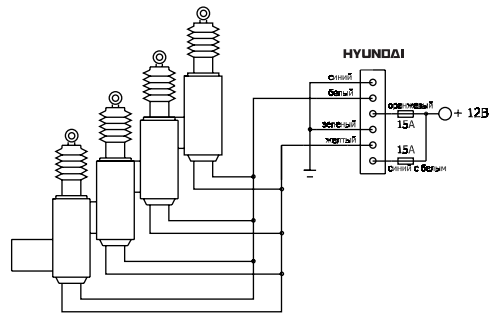 HYUNDAI
синий
белый
оранжевый
+ 12В
15А
зеленый
желтый
15А
синий с белым